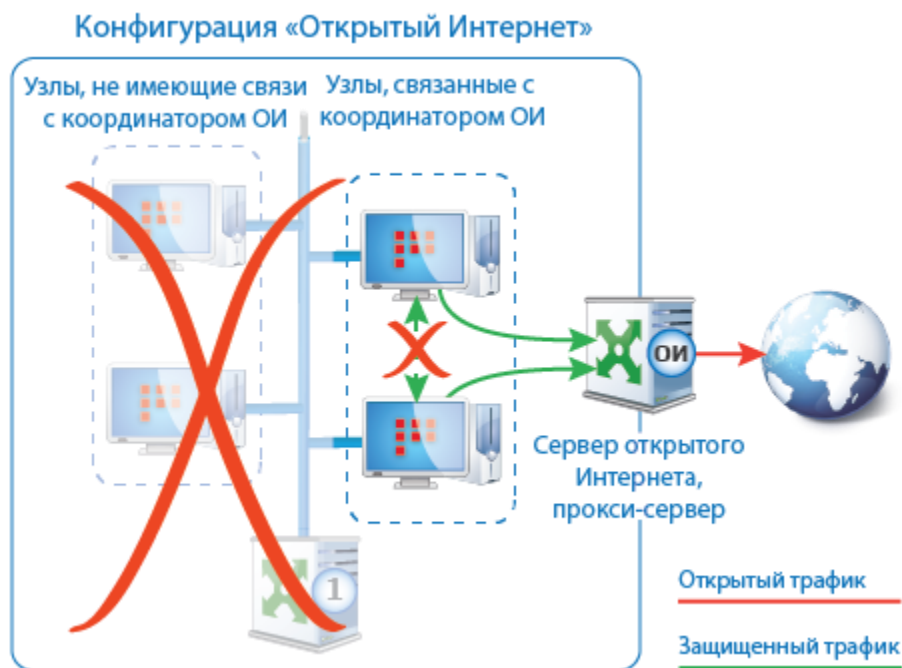 Конфигурация «Открытый Интернет»
Узлы, не имеющие связи
с координатором ОИ
Узлы, связанные с
координатором ОИ
ОИ
Сервер открытого
Интернета,
прокси-сервер
1
Открытый трафик
Защищенный трафик